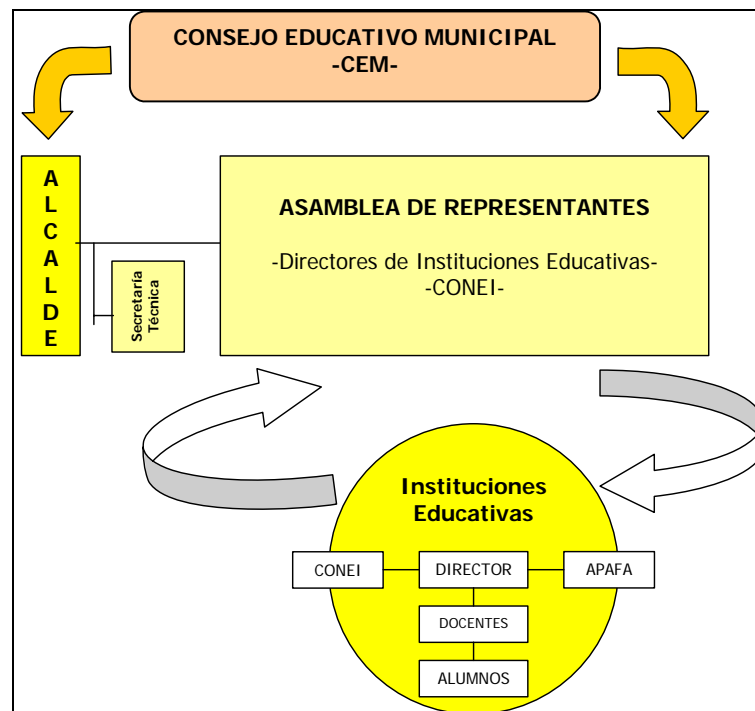 CONSEJO EDUCATIVO MUNICIPAL
-CEM-
ALCALDE
Secretaría
Técnica
ASAMBLEA DE REPRESENTANTES
-Directores de Instituciones Educativas-
-CONEI-
Instituciones
Educativas
CONEI
DIRECTOR
APAFA
DOCENTES
ALUMNOS